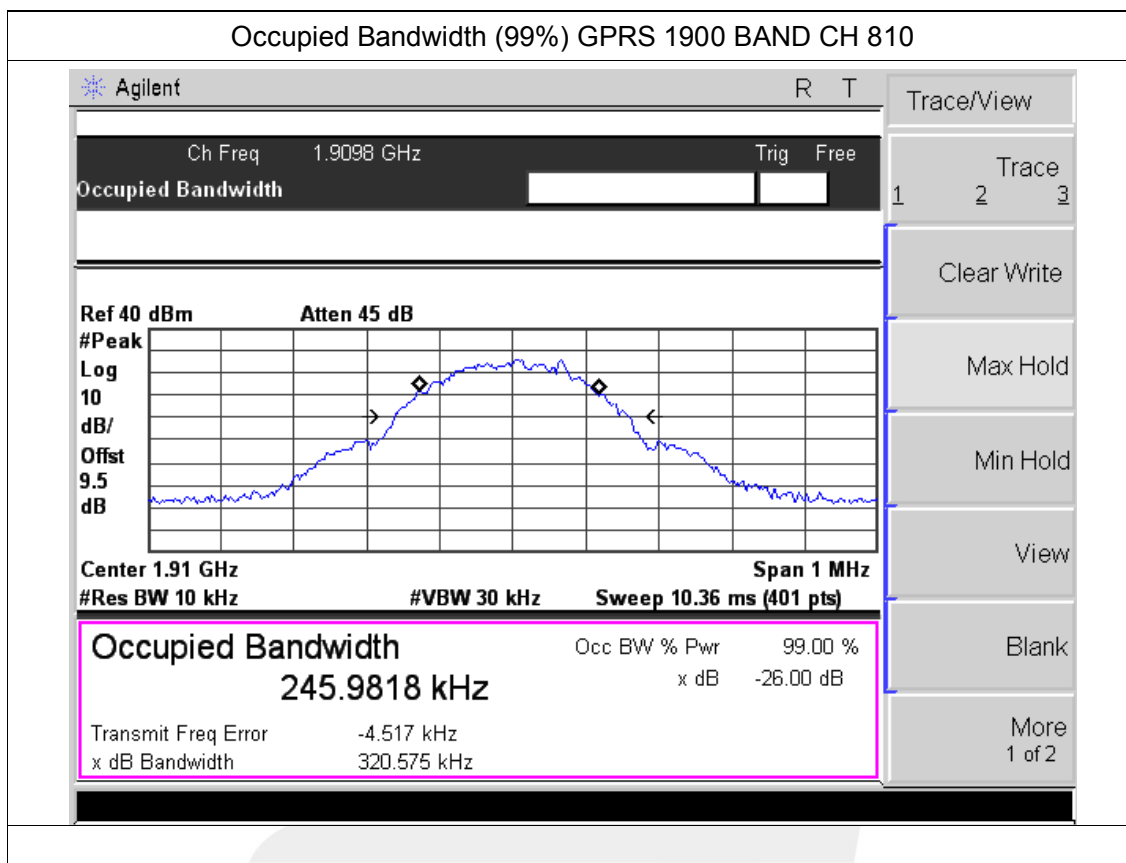 Occupied Bandwidth (99%) GPRS 1900 BAND CH 810
Agilent R T
Trace/View
Ch Freq 1.9098 GHz Trig Free
Occupied Bandwidth
Trace
1 2 3
Clear Write
Ref 40 dBm Atten 45 dB
#Peak
Log
10
dB/
Offst
9.5
dB
Max Hold
Min Hold
Center 1.91 GHz Span 1 MHz
#Res BW 10 kHz #VBW 30 kHz Sweep 10.36 ms (401 pts)
View
Occupied Bandwidth Occ BW % Pwr 99.00 %
245.9818 kHz x dB -26.00 dB
Transmit Freq Error -4.517 kHz
x dB Bandwidth 320.575 kHz
Blank
More
1 of 2